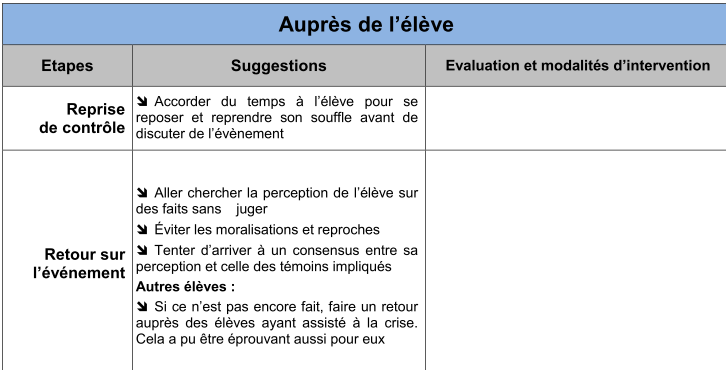 Auprès de l’élève
Etapes
Suggestions
Evaluation et modalités d’intervention
Reprise
de contrôle
➘ Accorder du temps à l’élève pour se
reposer et reprendre son souffle avant de
discuter de l’évènement
Retour sur
l’événement
➘ Aller chercher la perception de l’élève sur
des faits sans juger
➘ Éviter les moralisations et reproches
➘ Tenter d’arriver à un consensus entre sa
perception et celle des témoins impliqués
Autres élèves :
➘ Si ce n’est pas encore fait, faire un retour
auprès des élèves ayant assisté à la crise.
Cela a pu être éprouvant aussi pour eux